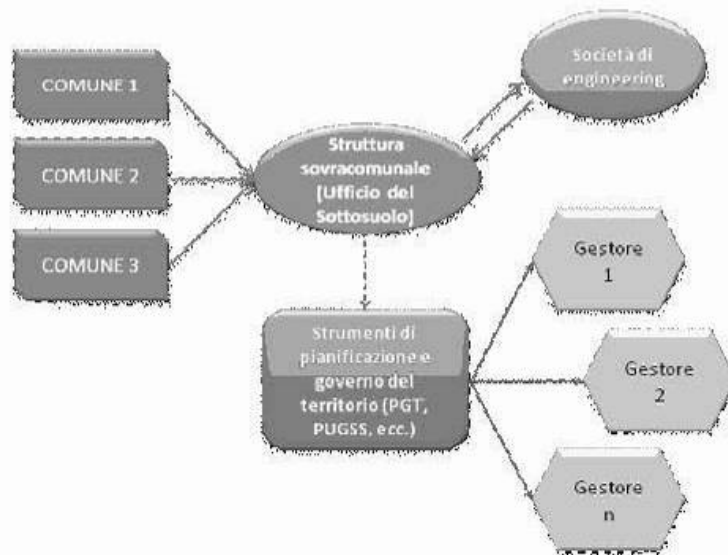 COMUNE 1
COMUNE 2
COMUNE 3
Struttura
sovracomunale
[Ufficio del
Sottosuolo]
Società di
engineering
Strumenti di
pianificazione e
governo del
territorio (PGT,
PUGSS, ecc.)
Gestore
1
Gestore
2
Gestore
n